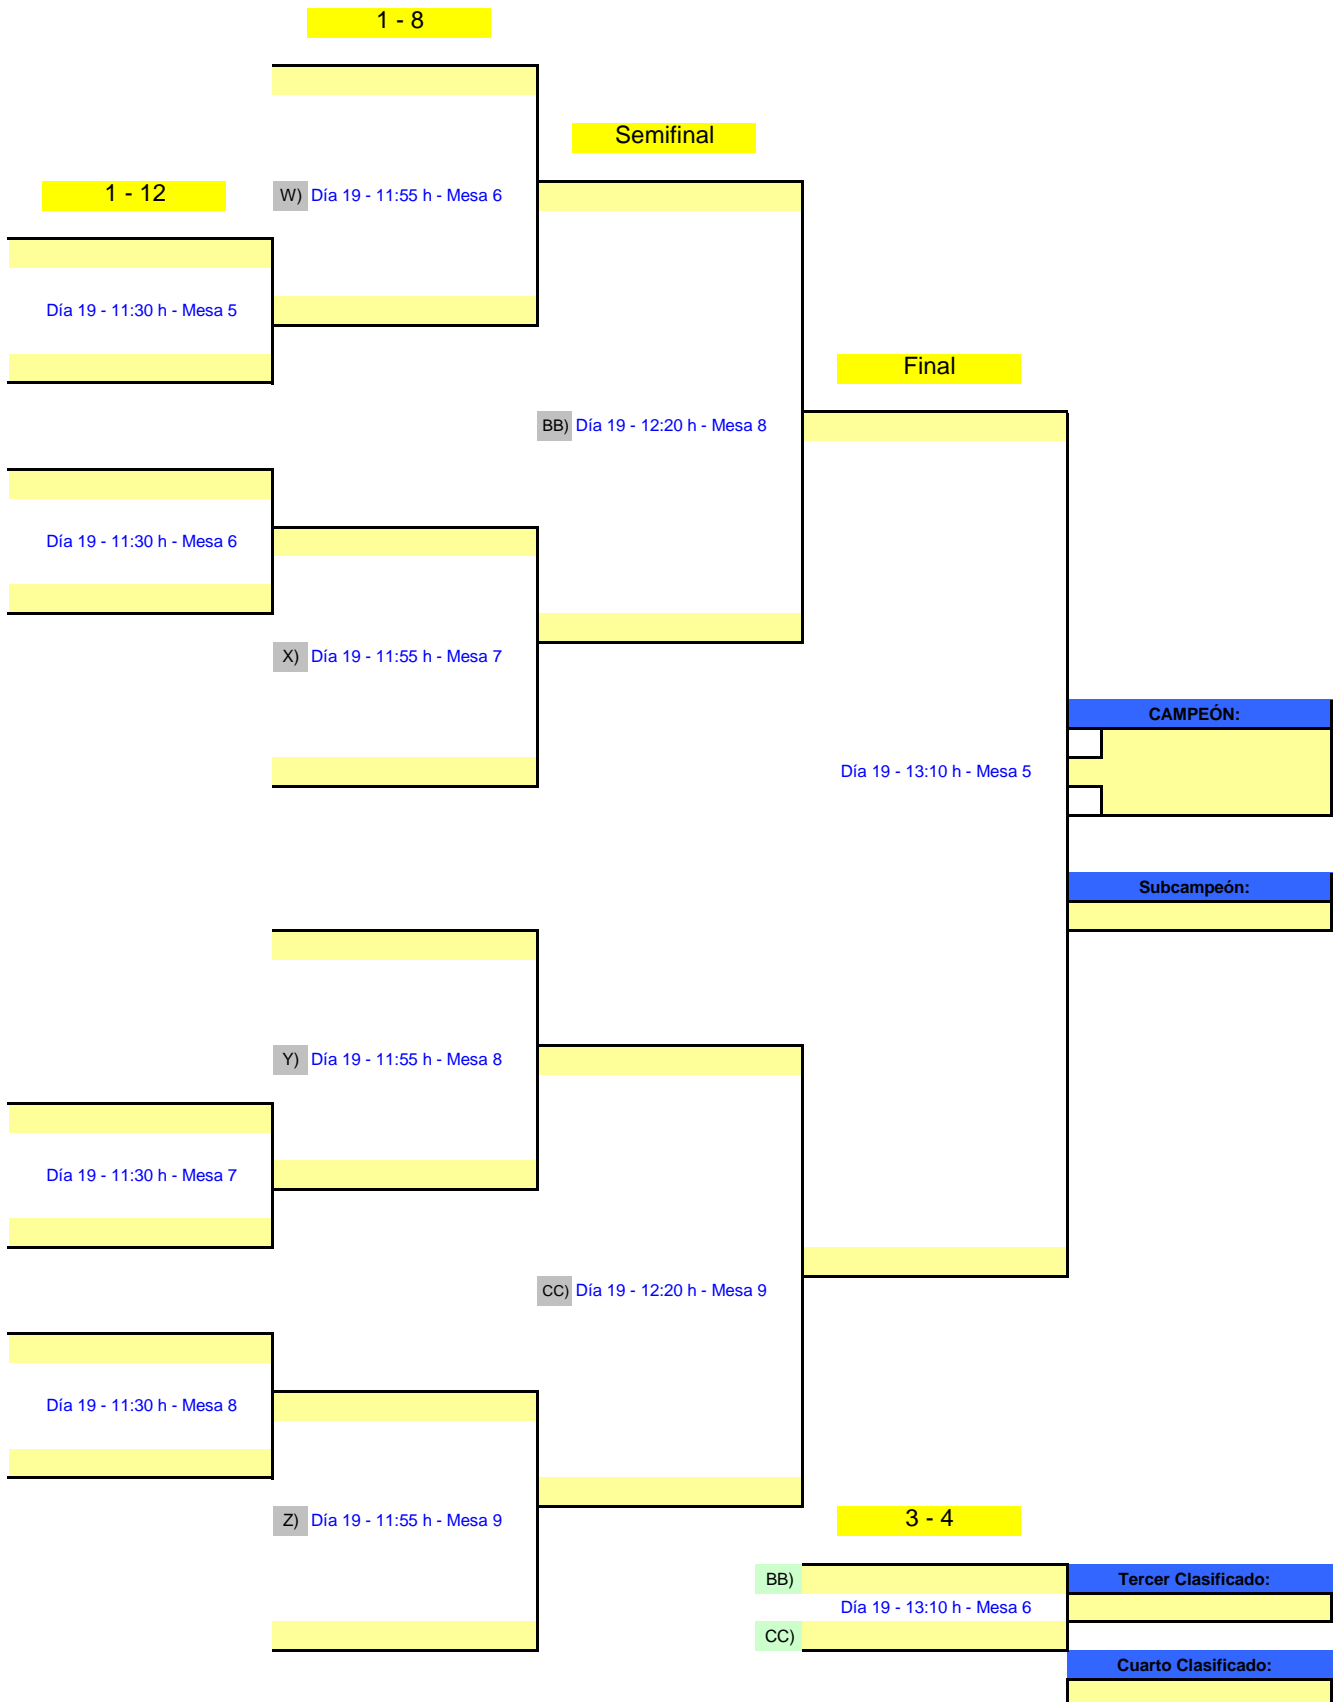 1 - 8
Semifinal
1 - 12
W) Día 19 - 11:55 h - Mesa 6
Día 19 - 11:30 h - Mesa 5
Final
BB) Día 19 - 12:20 h - Mesa 8
Día 19 - 11:30 h - Mesa 6
X) Día 19 - 11:55 h - Mesa 7
CAMPEÓN:
Día 19 - 13:10 h - Mesa 5
Subcampeón:
Y) Día 19 - 11:55 h - Mesa 8
Día 19 - 11:30 h - Mesa 7
CC) Día 19 - 12:20 h - Mesa 9
Día 19 - 11:30 h - Mesa 8
Z) Día 19 - 11:55 h - Mesa 9
3 - 4
BB)
Tercer Clasificado:
Día 19 - 13:10 h - Mesa 6
CC)
Cuarto Clasificado: